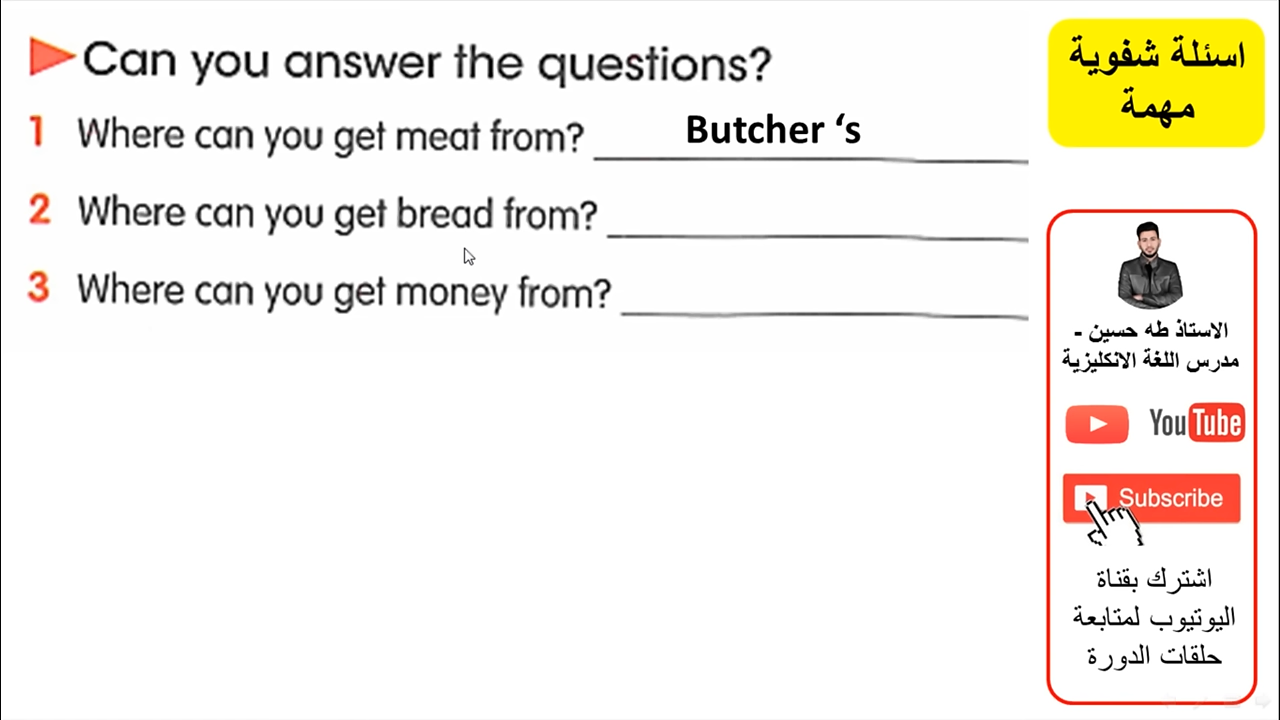 Can you answer the questions?
1 Where can you get meat from? Butcher ‘s
2 Where can you get bread from?
3 Where can you get money from?
اسئلة شفوية
مهمة
الاستاذ طه حسين -
مدرس اللغة الانكليزية
YouTube
Subscribe
اشترك بقناة
اليوتيوب لمتابعة
حلقات الدورة